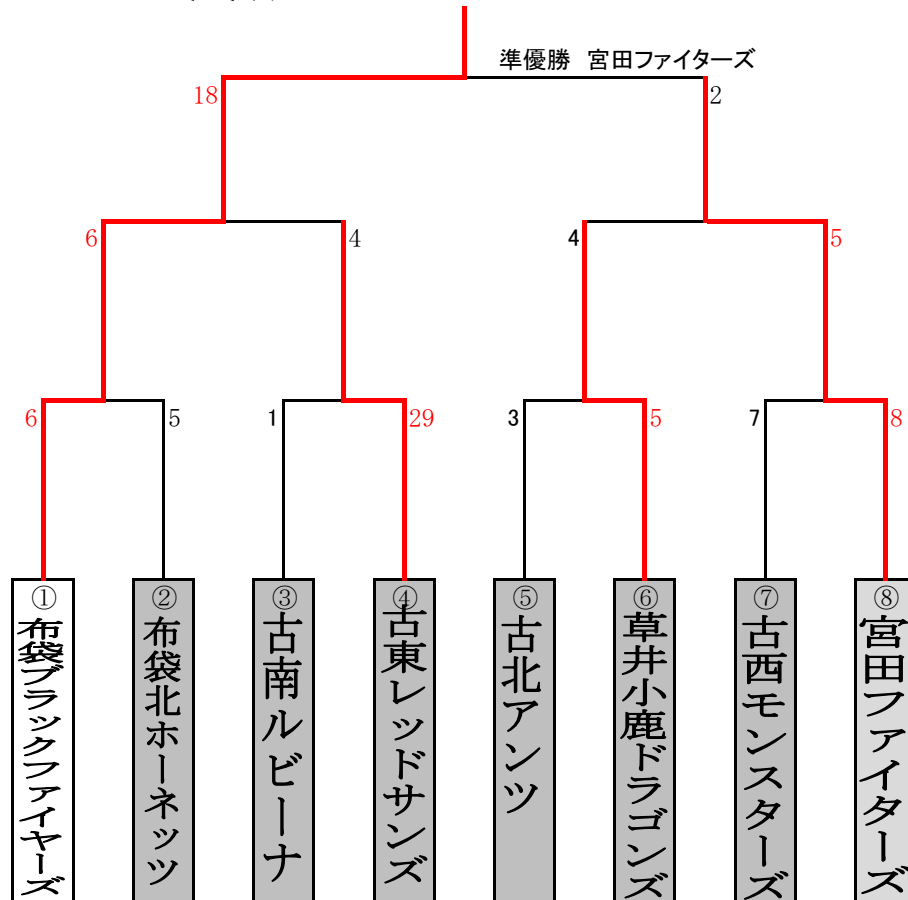 準優勝 宮田ファイターズ
18
2
6
4
4
5
6
5
1
29
3
5
7
8
①布袋ブラックファイヤーズ
②布袋北ホーネッツ
③古南ルビーナ
④古東レッドサンズ
⑤古北アンツ
⑥草井小鹿ドラゴンズ
⑦古西モンスターズ
⑧宮田ファイターズ